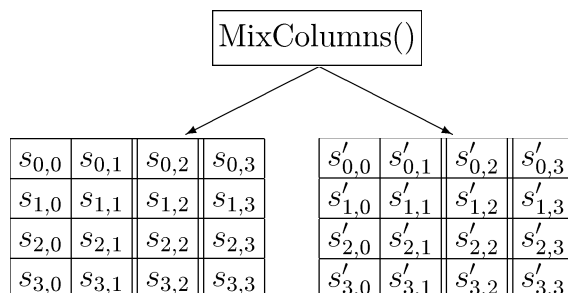 MixColumns()
s0,0 s0,1 s0,2 s0,3 s′0,0 s′0,1 s′0,2 s′0,3
s1,0 s1,1 s1,2 s1,3 s′1,0 s′1,1 s′1,2 s′1,3
s2,0 s2,1 s2,2 s2,3 s′2,0 s′2,1 s′2,2 s′2,3
s3,0 s3,1 s3,2 s3,3 s′3,0 s′3,1 s′3,2 s′3,3